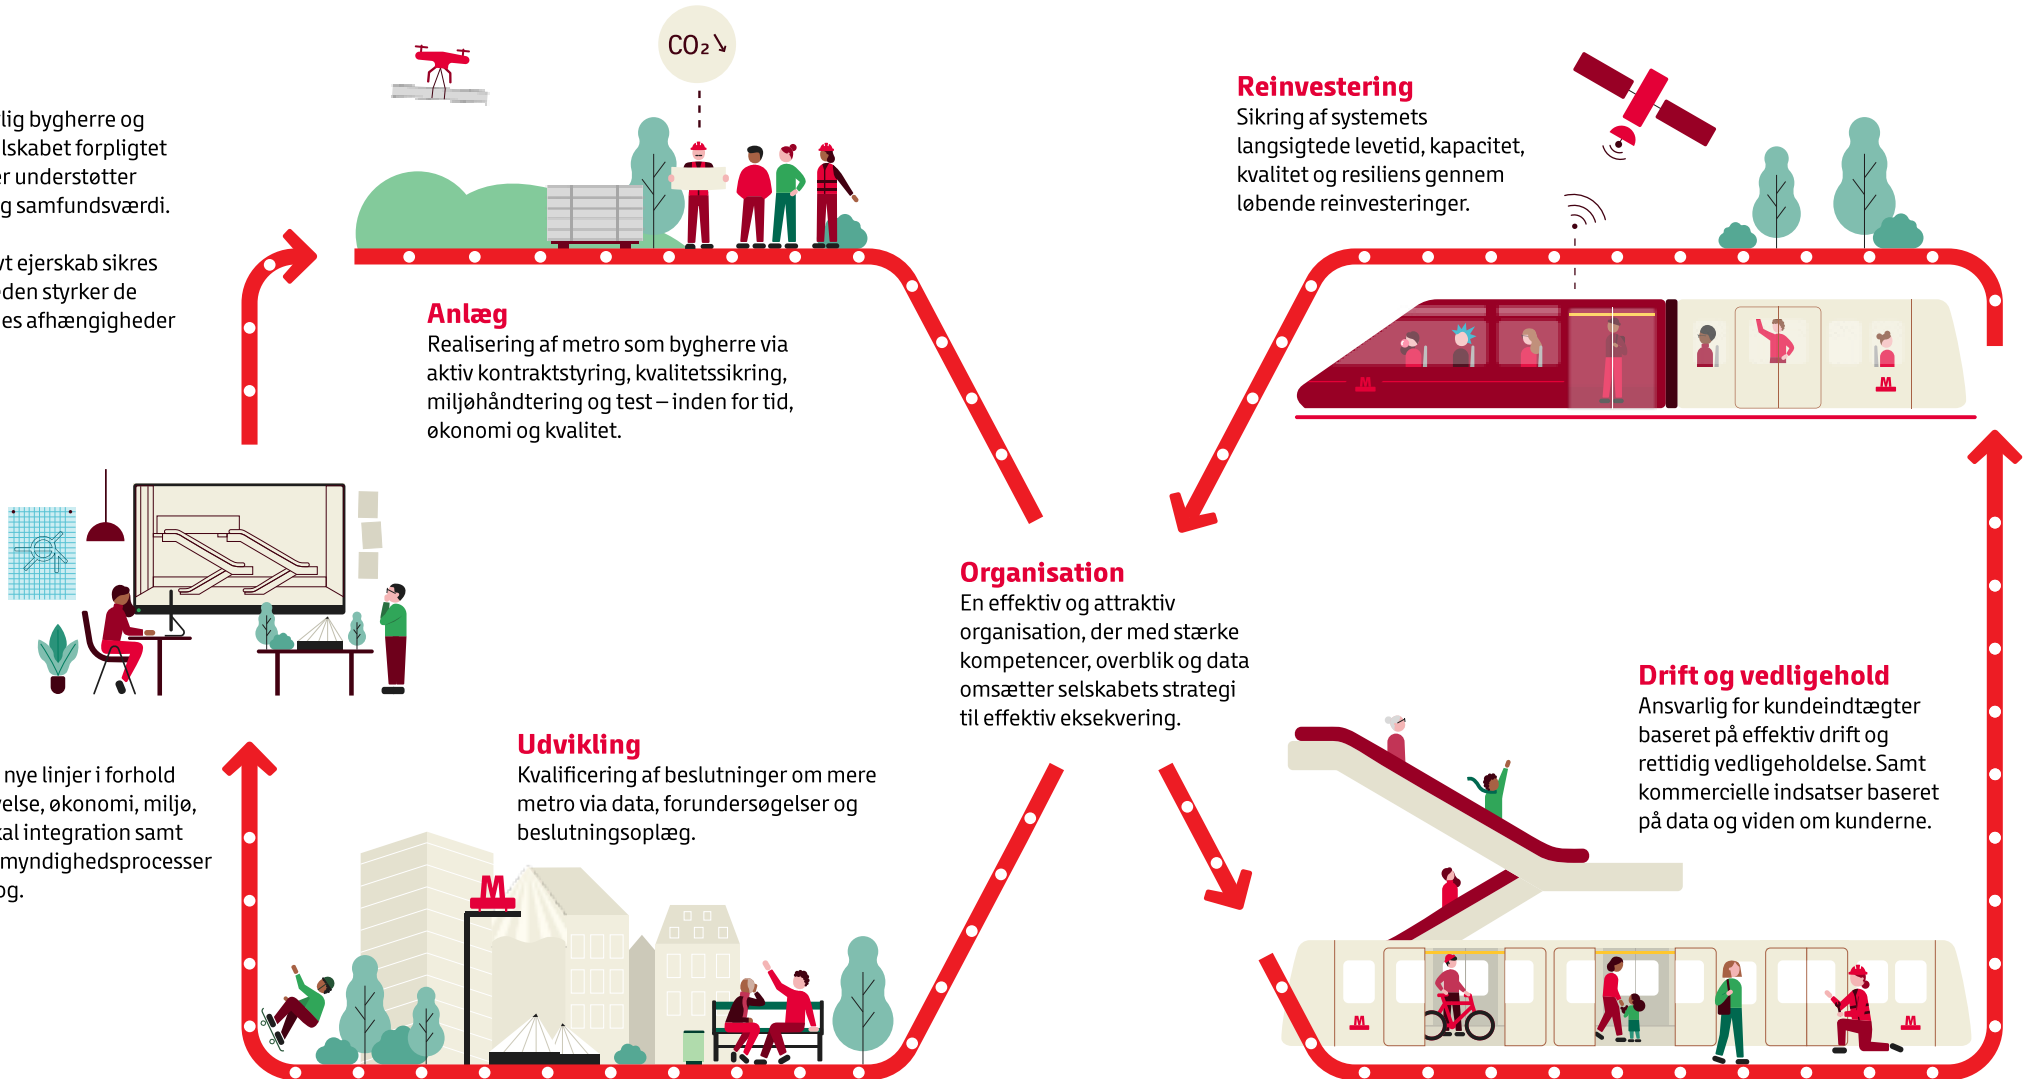 CO₂
lig bygherre og
lskabet forpligtet
er understøtter
g samfundsværdi.
vt ejerskab sikres
eden styrker de
es afhængigheder
Anlæg
Realisering af metro som bygherre via
aktiv kontraktstyring, kvalitetssikring,
miljøhåndtering og test – inden for tid,
økonomi og kvalitet.
Reinvestering
Sikring af systemets
langsigtede levetid, kapacitet,
kvalitet og resiliens gennem
løbende reinvesteringer.
M
M
Organisation
En effektiv og attraktiv
organisation, der med stærke
kompetencer, overblik og data
omsætter selskabets strategi
til effektiv eksekvering.
nye linjer i forhold
velse, økonomi, miljø,
kal integration samt
myndighedsprocesser
og.
Udvikling
Kvalificering af beslutninger om mere
metro via data, forundersøgelser og
beslutningsoplæg.
M
Drift og vedligehold
Ansvarlig for kundeindtægter
baseret på effektiv drift og
rettidig vedligeholdelse. Samt
kommercielle indsatser baseret
på data og viden om kunderne.
M
M